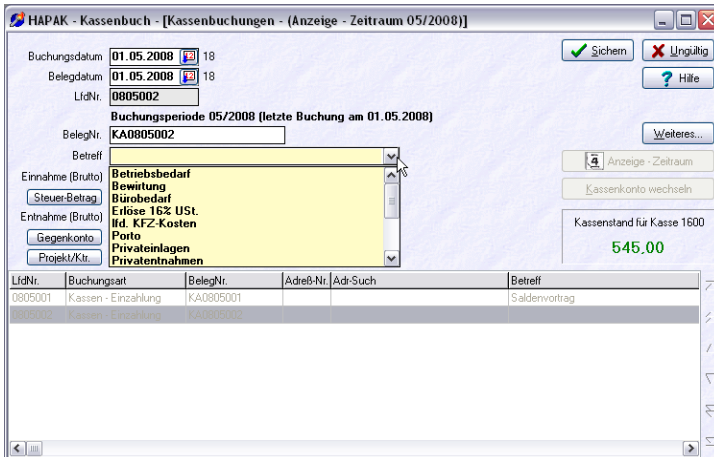 HAPAK - Kassenbuch - [Kassenbuchungen - (Anzeige - Zeitraum 05/2008)]
Buchungsdatum 01.05.2008 12 18
Sichern
Ungültig
Belegdatum 01.05.2008 12 18
Hilfe
LfdNr. 0805002
Buchungsperiode 05/2008 (letzte Buchung am 01.05.2008)
BelegNr. KA0805002
Weiteres...
Betreff
4 Anzeige - Zeitraum
Einnahme (Brutto) Betriebsbedarf
Bewirtung
Kassenkonto wechseln
Steuer-Betrag Bürobedarf
Entnahme (Brutto) Erlöse 16% USt.
lfd. KFZ-Kosten
Kassenstand für Kasse 1600
Gegenkonto Porto
Privateinlagen
545,00
Projekt/Ktr. Privatentnahmen
LfdNr. Buchungsart BelegNr. Adreß-Nr. Adr-Such Betreff
0805001 Kassen - Einzahlung KA0805001 Saldenvortrag
0805002 Kassen - Einzahlung KA0805002